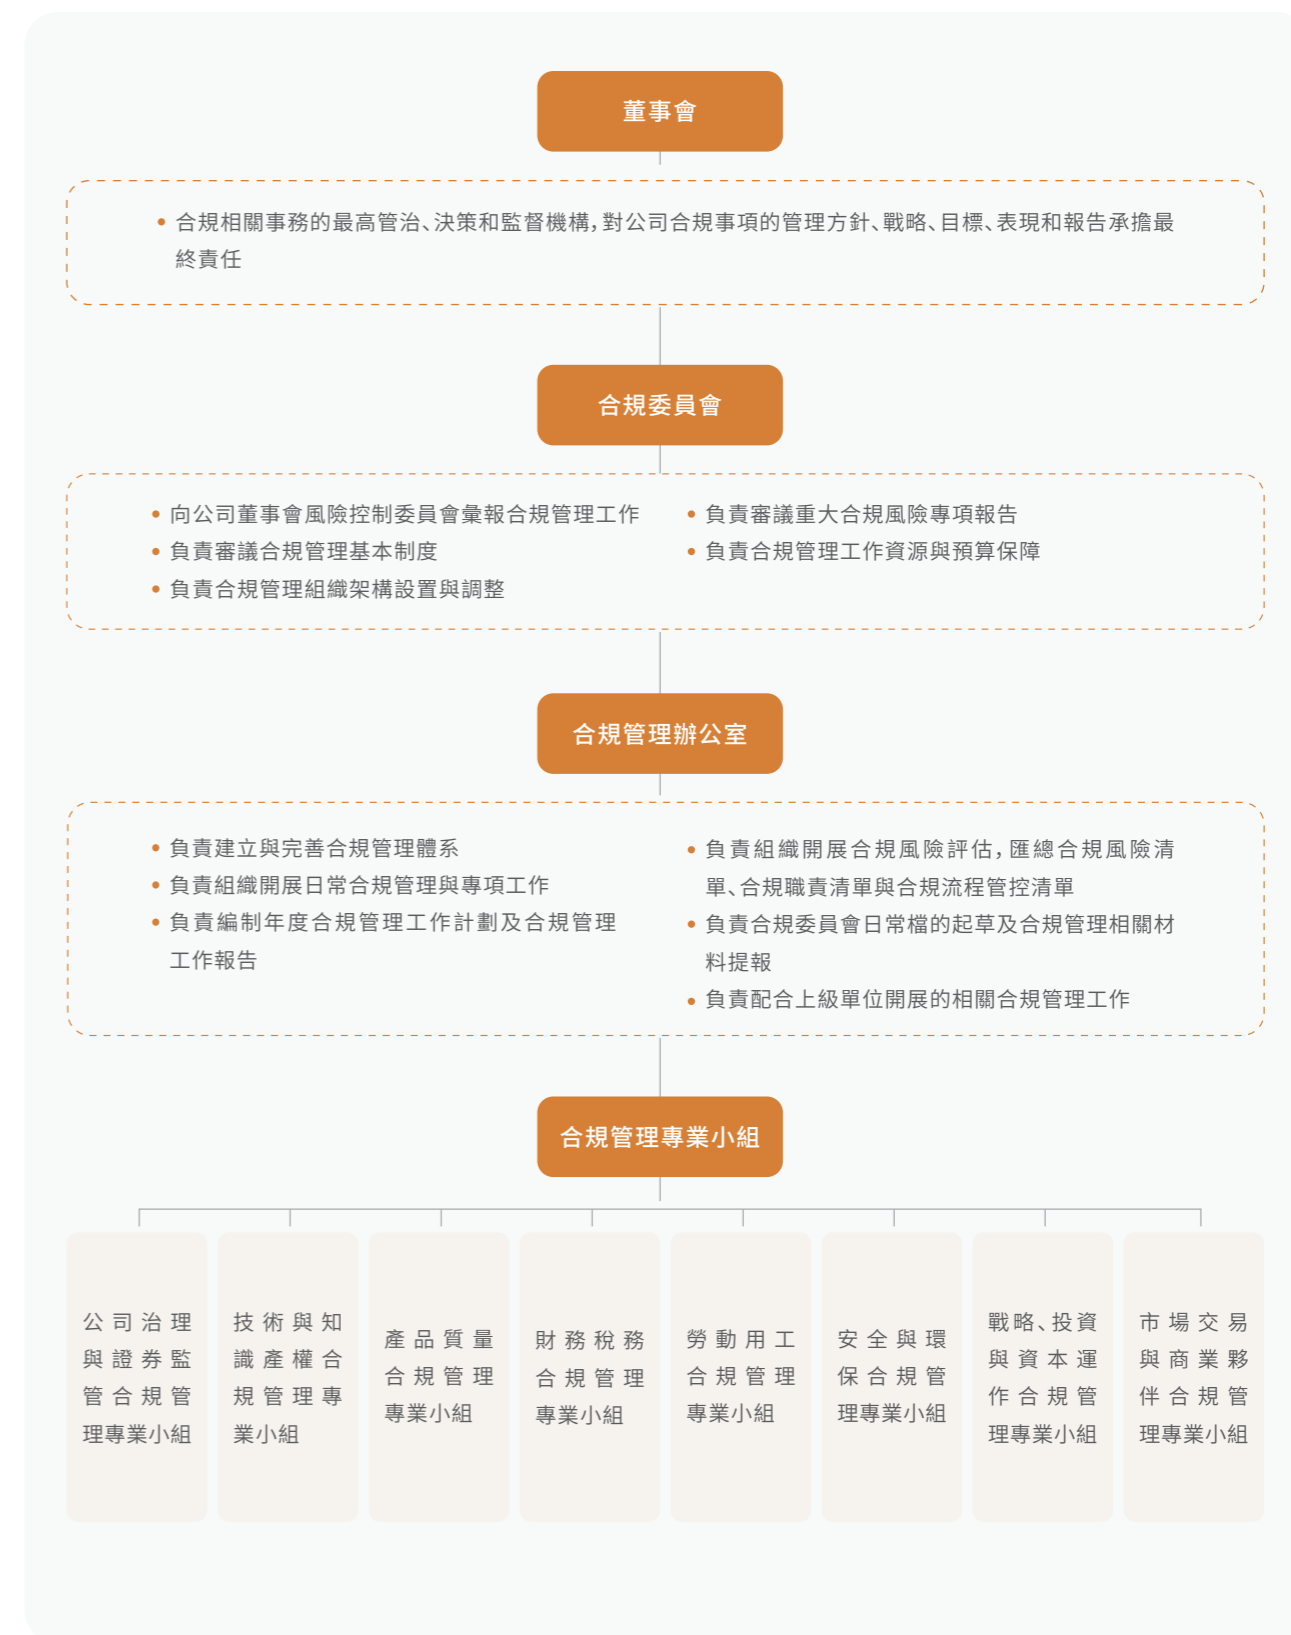 董事會
合規相關事務的最高管治、決策和監督機構，對公司合規事項的管理方針、戰略、目標、表現和報告承擔最
終責任
合規委員會
向公司董事會風險控制委員會彙報合規管理工作
負責審議合規管理基本制度
負責合規管理組織架構設置與調整
負責審議重大合規風險專項報告
負責合規管理工作資源與預算保障
合規管理辦公室
負責建立與完善合規管理體系
負責組織開展日常合規管理與專項工作
負責編制年度合規管理工作計劃及合規管理
工作報告
負責組織開展合規風險評估，匯總合規風險清
單、合規職責清單與合規流程管控清單
負責合規委員會日常檔的起草及合規管理相關材
料提報
負責配合上級單位開展的相關合規管理工作
合規管理專業小組
公司治理
與證券監
管合規管
理專業小組
技術與知
識產權合
規管理專
業小組
產品質量
合規管理
專業小組
財務稅務
合規管理
專業小組
勞動用工
合規管理
專業小組
安全與環
保合規管
理專業小組
戰略、投資
與資本運
作合規管
理專業小組
市場交易
與商業夥
伴合規管
理專業小組